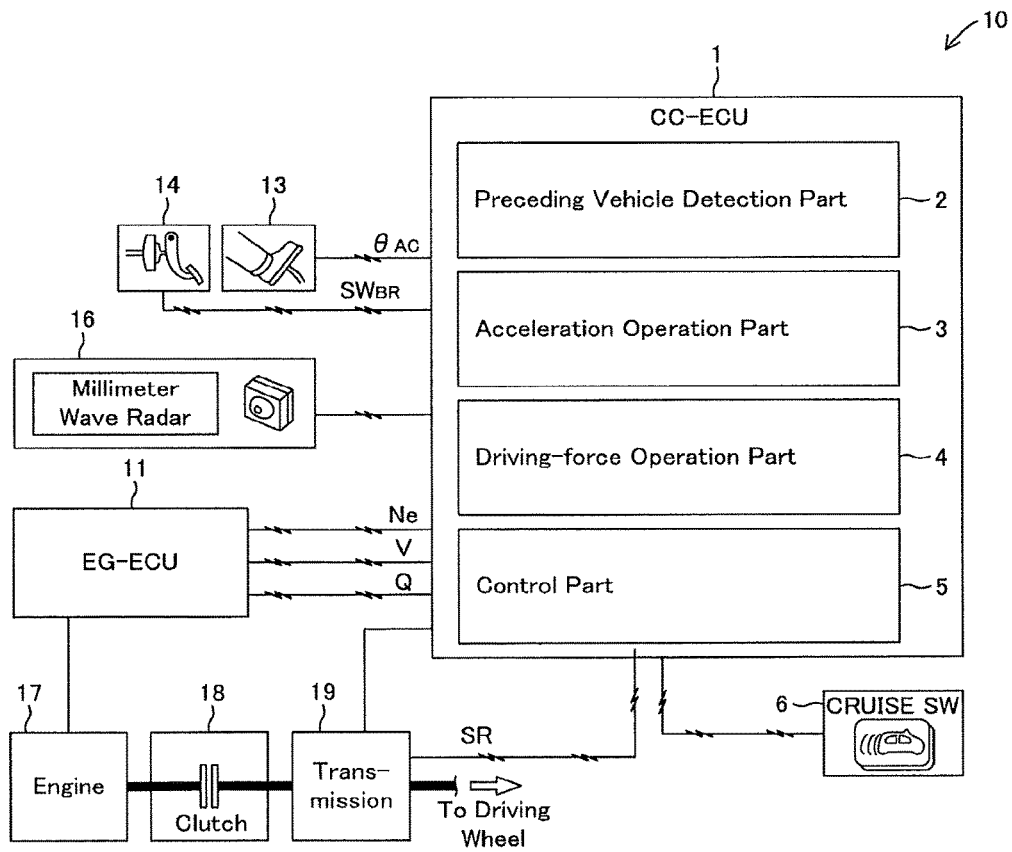 10
1
CC-ECU
Preceding Vehicle Detection Part
2
14
13
θAC
SWBR
Acceleration Operation Part
3
16
Millimeter
Wave Radar
Driving-force Operation Part
4
11
EG-ECU
Ne
V
Q
Control Part
5
17
18
19
6
CRUISE SW
SR
Engine
Clutch
Trans-
mission
To Driving
Wheel